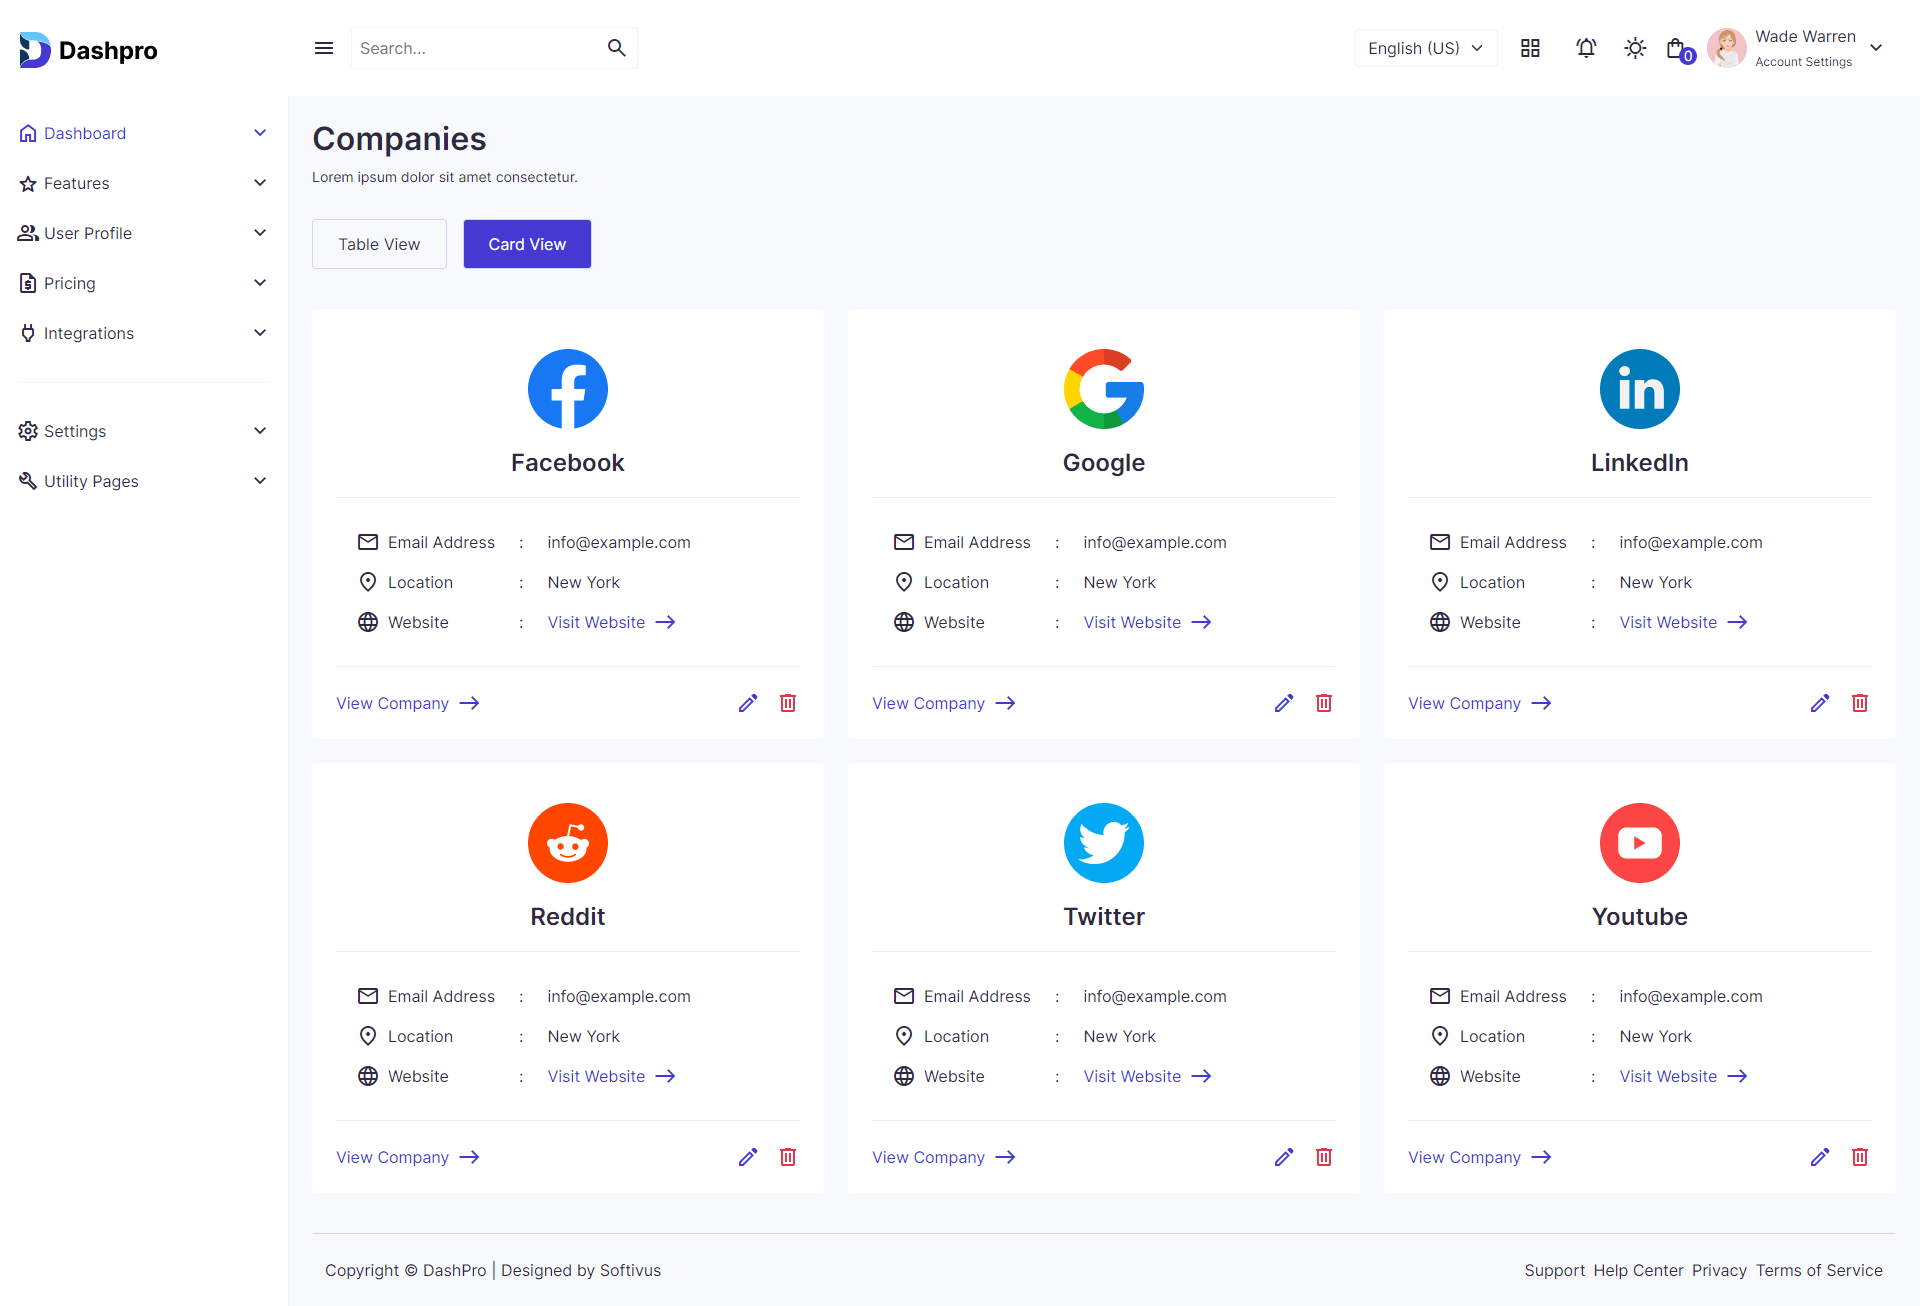 Dashpro
Search...
English (US)
0
Wade Warren
Account Settings
Dashboard
Features
User Profile
Pricing
Integrations
Settings
Utility Pages
Companies
Lorem ipsum dolor sit amet consectetur.
Table View
Card View
Facebook
Email Address : info@example.com
Location : New York
Website : Visit Website
View Company
Google
Email Address : info@example.com
Location : New York
Website : Visit Website
View Company
in
LinkedIn
Email Address : info@example.com
Location : New York
Website : Visit Website
View Company
Reddit
Email Address : info@example.com
Location : New York
Website : Visit Website
View Company
Twitter
Email Address : info@example.com
Location : New York
Website : Visit Website
View Company
Youtube
Email Address : info@example.com
Location : New York
Website : Visit Website
View Company
Copyright © DashPro | Designed by Softivus
Support Help Center Privacy Terms of Service